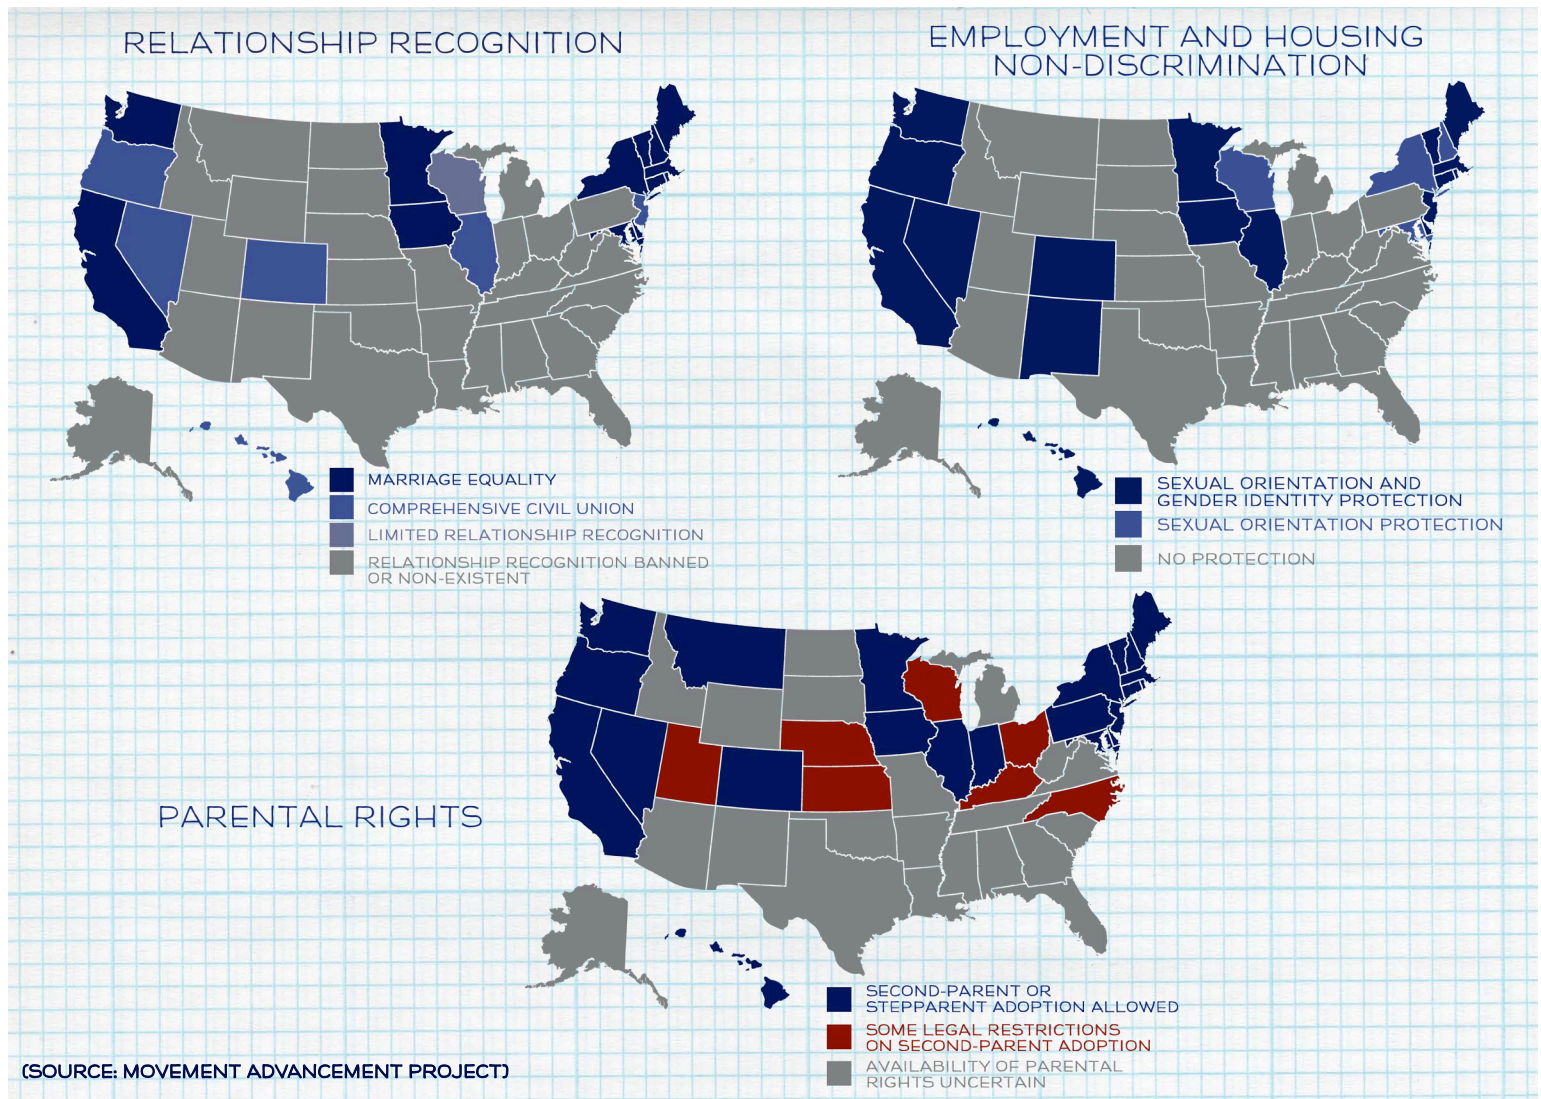 RELATIONSHIP RECOGNITION
EMPLOYMENT AND HOUSING
NON-DISCRIMINATION
MARRIAGE EQUALITY
COMPREHENSIVE CIVIL UNION
LIMITED RELATIONSHIP RECOGNITION
RELATIONSHIP RECOGNITION BANNED
OR NON-EXISTENT
SEXUAL ORIENTATION AND
GENDER IDENTITY PROTECTION
SEXUAL ORIENTATION PROTECTION
NO PROTECTION
PARENTAL RIGHTS
SECOND-PARENT OR
STEPPARENT ADOPTION ALLOWED
SOME LEGAL RESTRICTIONS
ON SECOND-PARENT ADOPTION
AVAILABILITY OF PARENTAL
RIGHTS UNCERTAIN
(SOURCE: MOVEMENT ADVANCEMENT PROJECT)